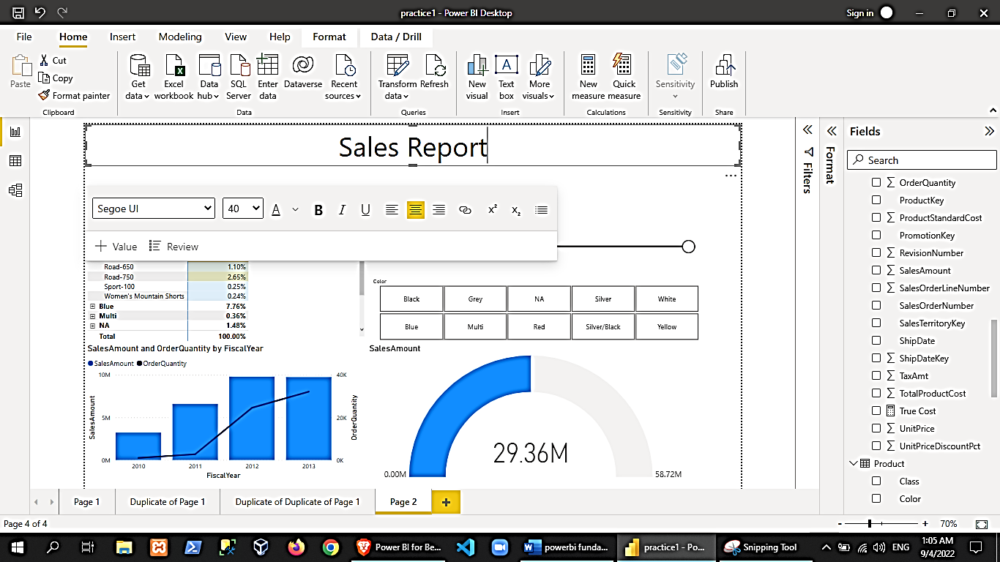 practice1 - Power BI Desktop
Sign in
File Home Insert Modeling View Help Format Data / Drill
Paste
Cut
Copy
Format painter
Clipboard
Get data
Excel workbook
Data hub
SQL Server
Enter data
Dataverse
Recent sources
Data
Transform data
Refresh
Queries
New visual
Text box
More visuals
Insert
New measure
Quick measure
Calculations
Sensitivity
Sensitivity
Publish
Share
Sales Report
Segoe UI
40
A
B
I
U
x²
x₂
Value
Review
Road-650 1.10%
Road-750 2.65%
Sport-100 0.25%
Women's Mountain Shorts 0.24%
Blue 7.76%
Multi 0.36%
NA 1.48%
Total 100.00%
Color
Black Grey NA Silver White
Blue Multi Red Silver/Black Yellow
SalesAmount and OrderQuantity by FiscalYear
SalesAmount OrderQuantity
10M
5M
0M
SalesAmount
40K
20K
0K
OrderQuantity
2010 2011 2012 2013
FiscalYear
SalesAmount
29.36M
0.00M
58.72M
Filters
Format
Fields
Search
OrderQuantity
ProductKey
ProductStandardCost
PromotionKey
RevisionNumber
SalesAmount
SalesOrderLineNumber
SalesOrderNumber
SalesTerritoryKey
ShipDate
ShipDateKey
TaxAmt
TotalProductCost
True Cost
UnitPrice
UnitPriceDiscountPct
Product
Class
Color
Page 1
Duplicate of Page 1
Duplicate of Duplicate of Page 1
Page 2
Page 4 of 4
- + 70%
Power BI for Be...
powerbi funda...
practice1 - Po...
Snipping Tool
ENG
1:05 AM
9/4/2022